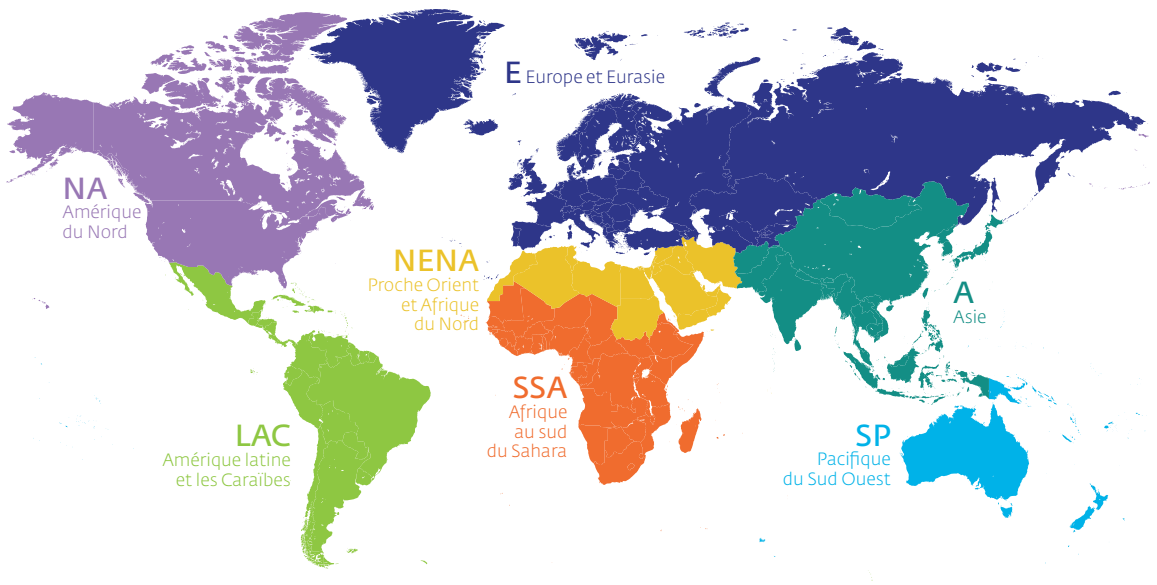 E Europe et Eurasie
NA
Amérique
du Nord
NENA
Proche Orient
et Afrique
du Nord
A
Asie
SSA
Afrique
au sud
du Sahara
LAC
Amérique latine
et les Caraïbes
SP
Pacifique
du Sud Ouest